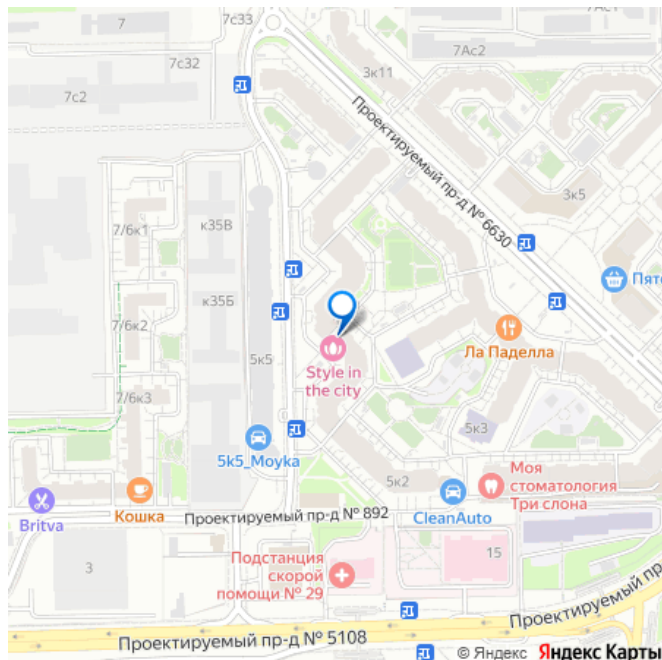 7с33
7
7с32
7с2
3к11
7Ас1
7Ас2
Проектируемый пр-д № 6630
3к5
7/6к1
к35В
к35Б
7/6к2
Пято
Ла Паделла
5к5
Style in
the city
7/6к3
5к3
5k5_Moyka
5к2
Моя
стоматология
Три слона
Britva
Кошка
CleanAuto
Проектируемый пр-д № 892
3
Подстанция
скорой
помощи № 29
15
Проектируемый пр-
Проектируемый пр-д № 5108
© Яндекс Яндекс Карты